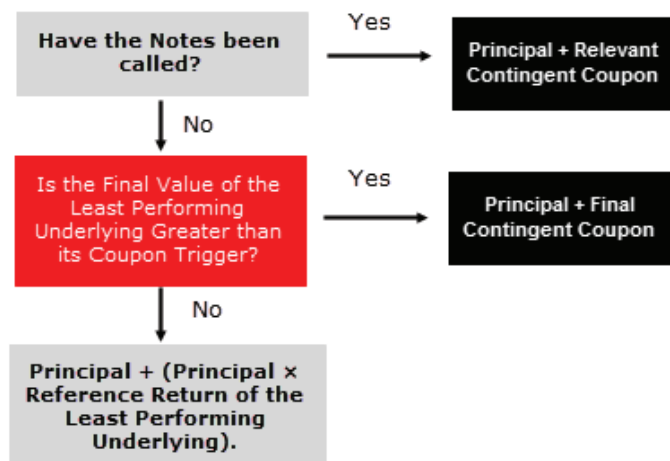 Have the Notes been
called?
Yes
Principal + Relevant
Contingent Coupon
No
Is the Final Value of the
Least Performing
Underlying Greater than
its Coupon Trigger?
Yes
Principal + Final
Contingent Coupon
No
Principal + (Principal ×
Reference Return of the
Least Performing
Underlying).